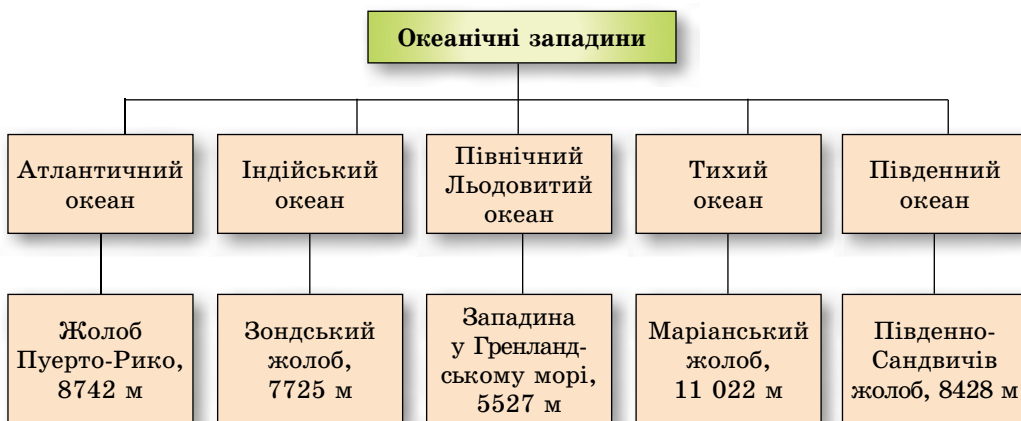 Океанічні западини
Атлантичний
океан
Індійський
океан
Північний
Льодовитий
океан
Тихий
океан
Південний
океан
Жолоб
Пуерто-Рико,
8742 м
Зондський
жолоб,
7725 м
Западина
у Гренланд-
ському морі,
5527 м
Маріанський
жолоб,
11 022 м
Південно-
Сандвичів
жолоб, 8428 м